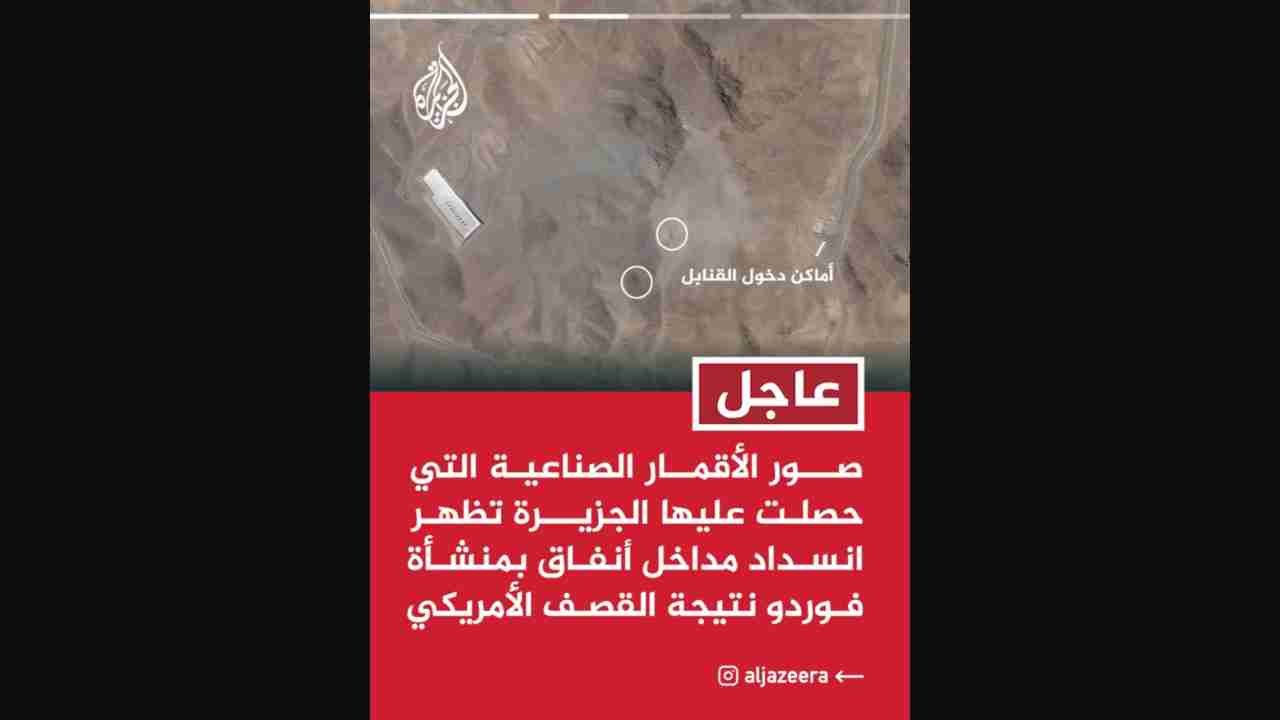 الجزيرة
أماكن دخول القنابل
عاجل
صور الأقمار الصناعية التي
حصلت عليها الجزيرة تظهر
انسداد مداخل أنفاق بمنشأة
فوردو نتيجة القصف الأمريكي
aljazeera